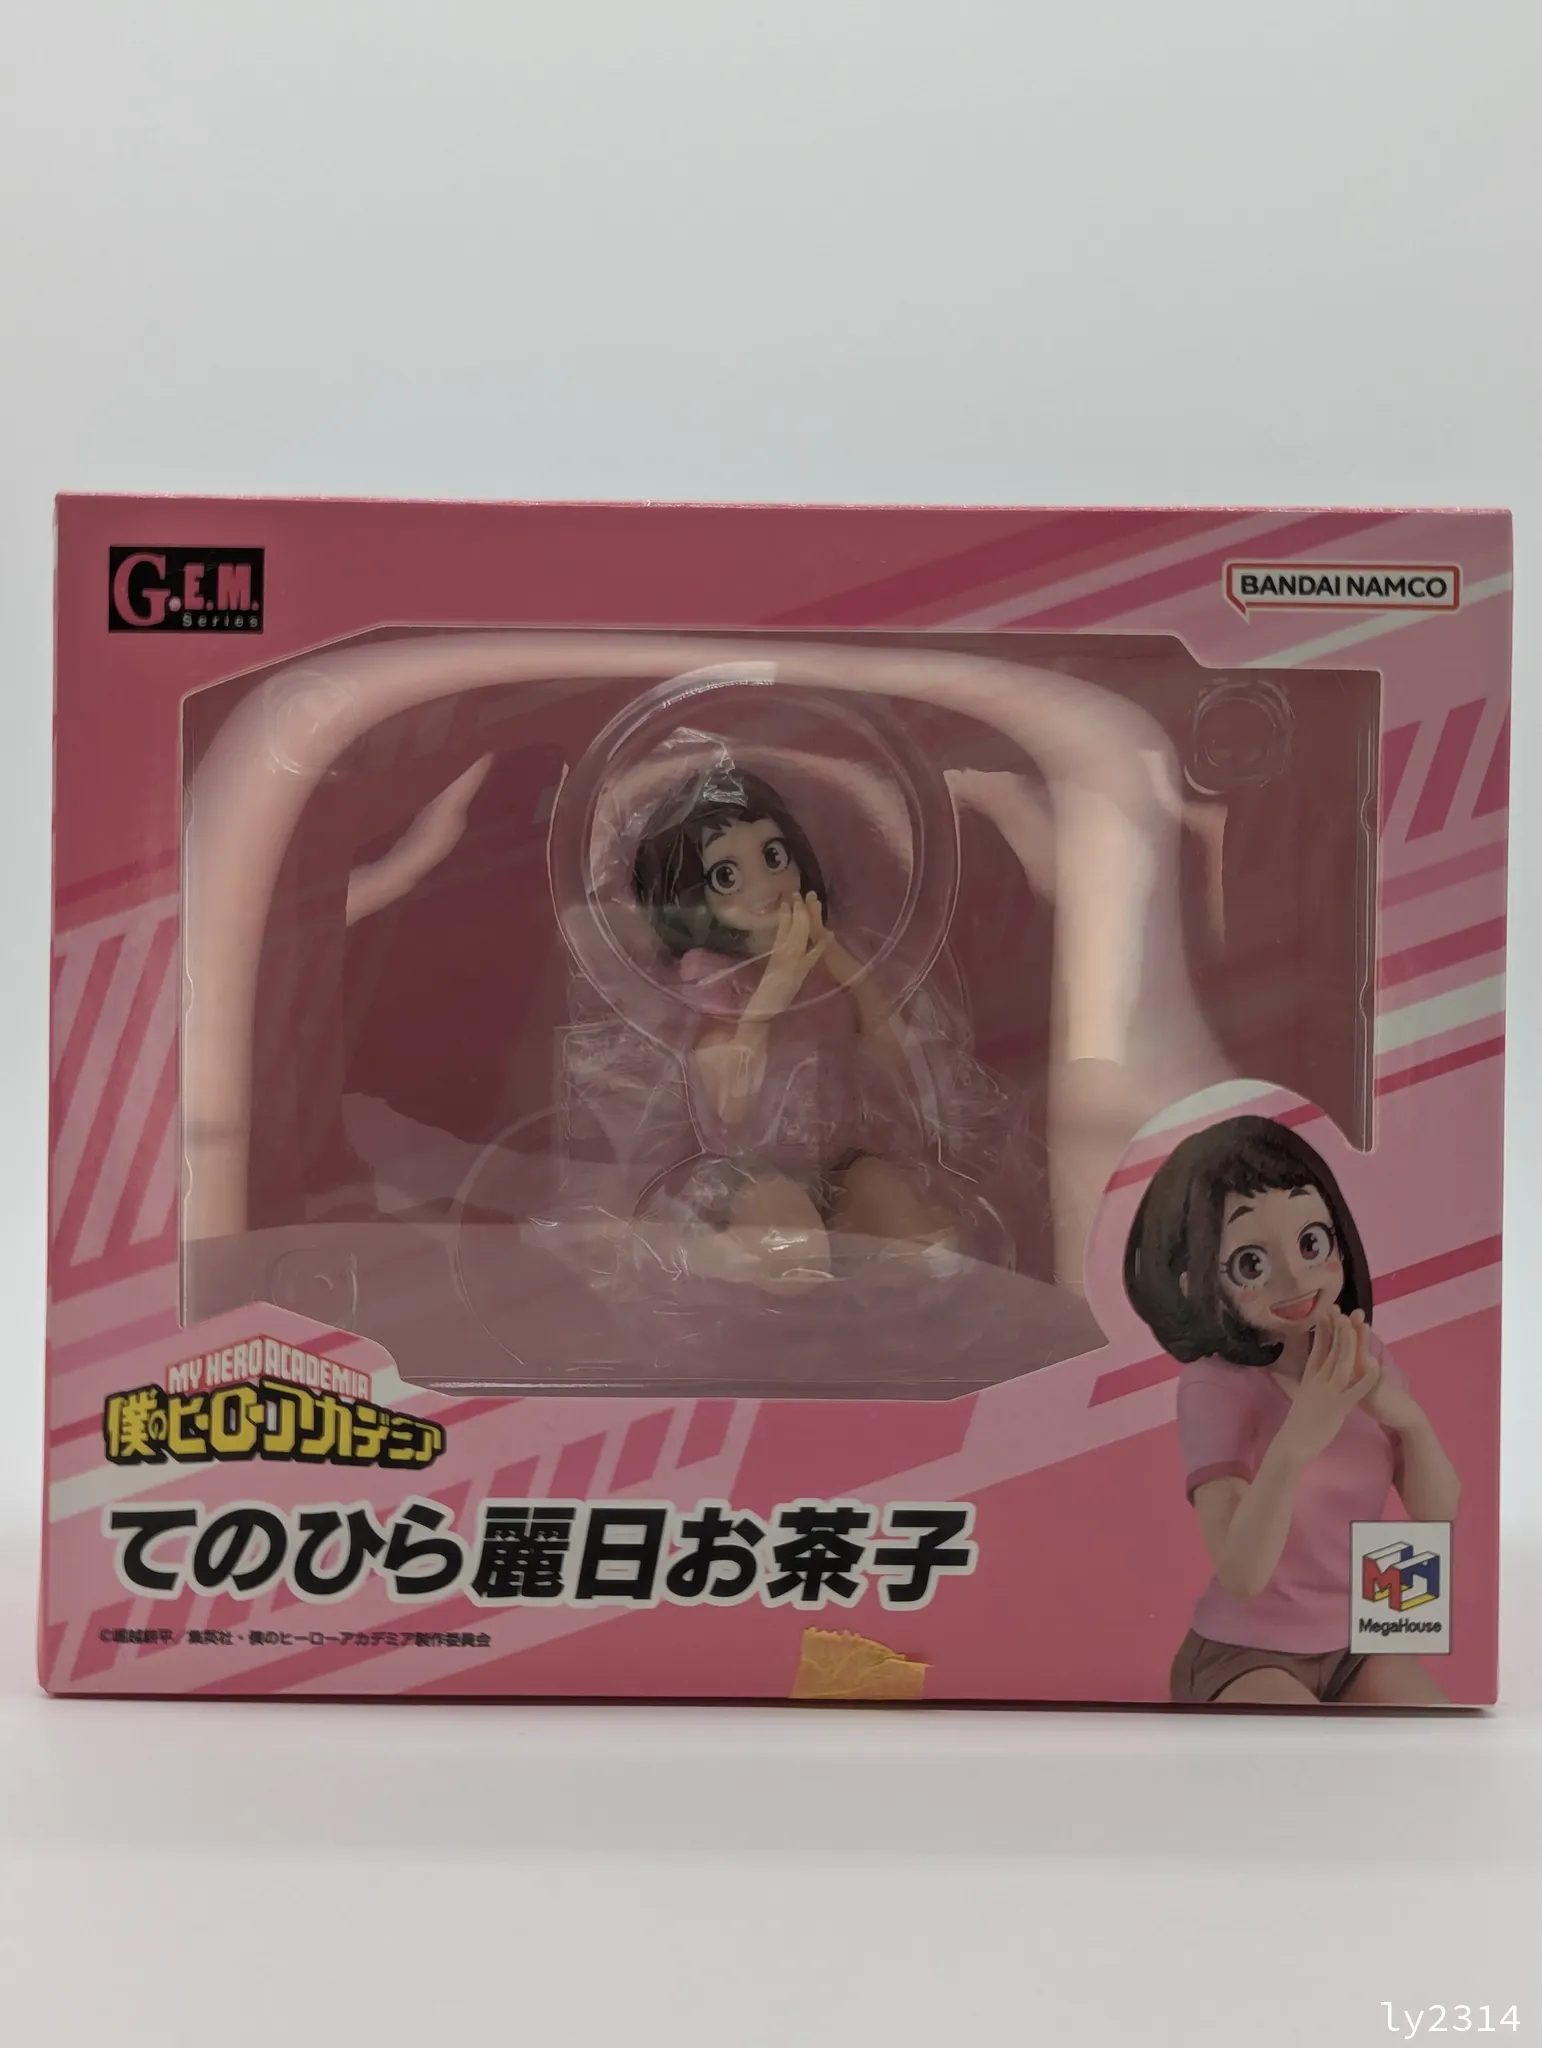 G.E.M.
Series
BANDAI NAMCO
MY HERO ACADEMIA
僕のヒーローアカデミア
てのひら麗日お茶子
©堀越耕平/集英社・僕のヒーローアカデミア製作委員会
MegaHouse
ly2314